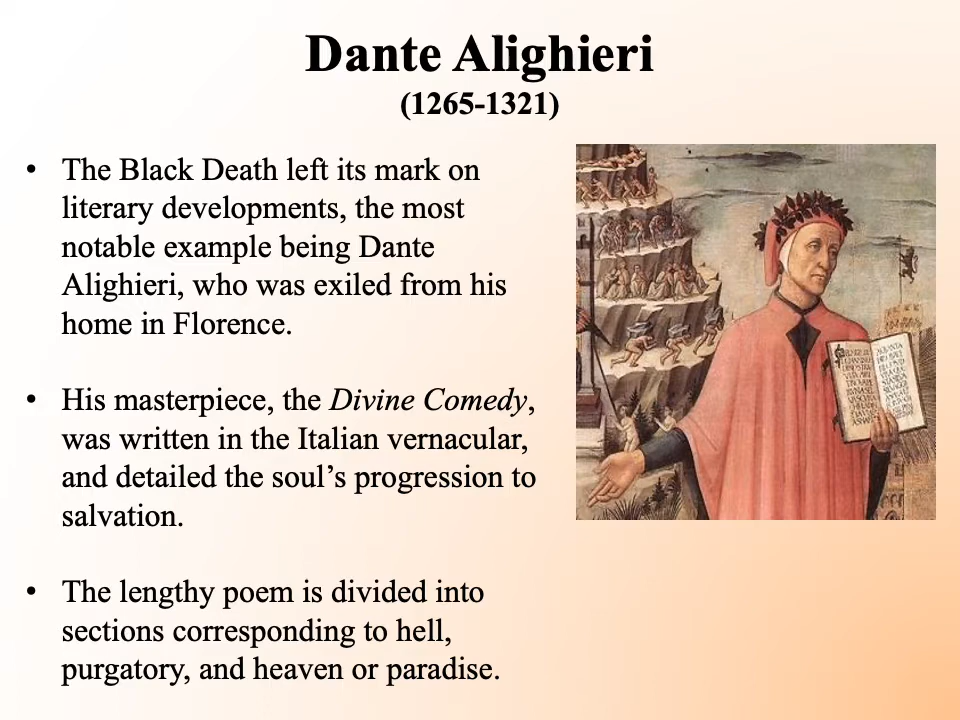 Dante Alighieri
(1265-1321)
• The Black Death left its mark on
literary developments, the most
notable example being Dante
Alighieri, who was exiled from his
home in Florence.
• His masterpiece, the Divine Comedy,
was written in the Italian vernacular,
and detailed the soul’s progression to
salvation.
• The lengthy poem is divided into
sections corresponding to hell,
purgatory, and heaven or paradise.